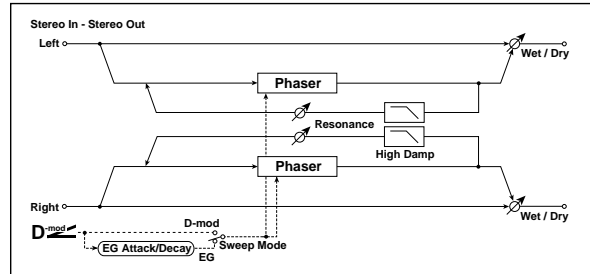 Stereo In - Stereo Out
Left
Wet / Dry
Phaser
Resonance
High Damp
Phaser
Right
Wet / Dry
D-mod
D-mod
Sweep Mode
EG Attack/Decay
EG